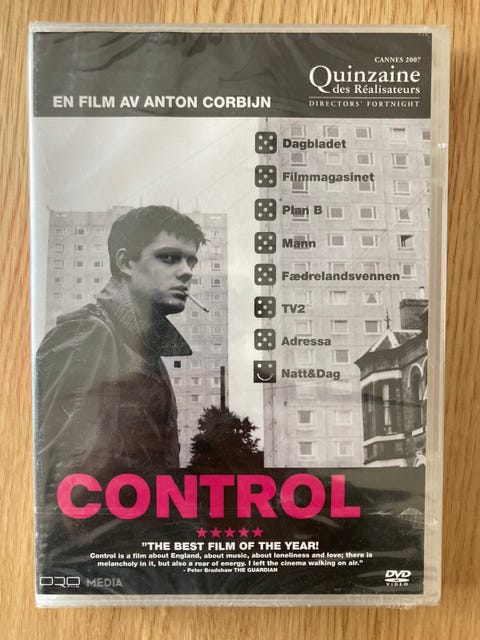 CANNES 2007
Quinzaine
des Réalisateurs
DIRECTORS' FORTNIGHT
EN FILM AV ANTON CORBIJN
Dagbladet
Filmmagasinet
Plan B
Mann
Fædrelandsvennen
TV2
Adressa
Natt&Dag
CONTROL
"THE BEST FILM OF THE YEAR!
Control is a film about England, about music, about loneliness and love; there is
melancholy in it, but also a roar of energy. I left the cinema walking on air."
- Peter Bradshaw THE GUARDIAN
PRO MEDIA
DVD
VIDEO